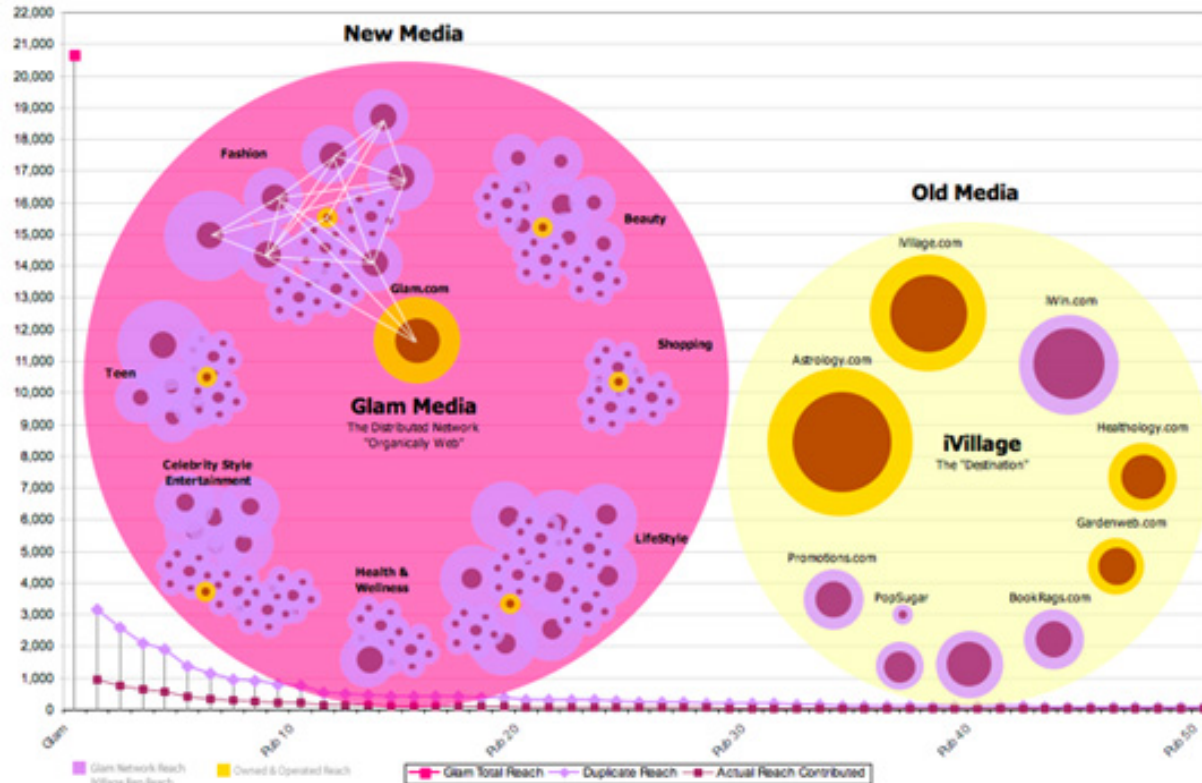 22,000
21,000
20,000
19,000
18,000
17,000
16,000
15,000
14,000
13,000
12,000
11,000
10,000
9,000
8,000
7,000
6,000
5,000
4,000
3,000
2,000
1,000
0
New Media
Fashion
Beauty
Glam.com
Shopping
Teen
Glam Media
The Distributed Network
"Organically Web"
Celebrity Style
Entertainment
LifeStyle
Health &
Wellness
Old Media
iVillage.com
iWin.com
Astrology.com
iVillage
The "Destination"
Healthology.com
Gardenweb.com
Promotions.com
PopSugar
BookRags.com
Glam
Pub 10
Pub 20
Pub 30
Pub 40
Pub 50
Glam Network Reach
Owned & Operated Reach
Glam Total Reach
Duplicate Reach
Actual Reach Contributed